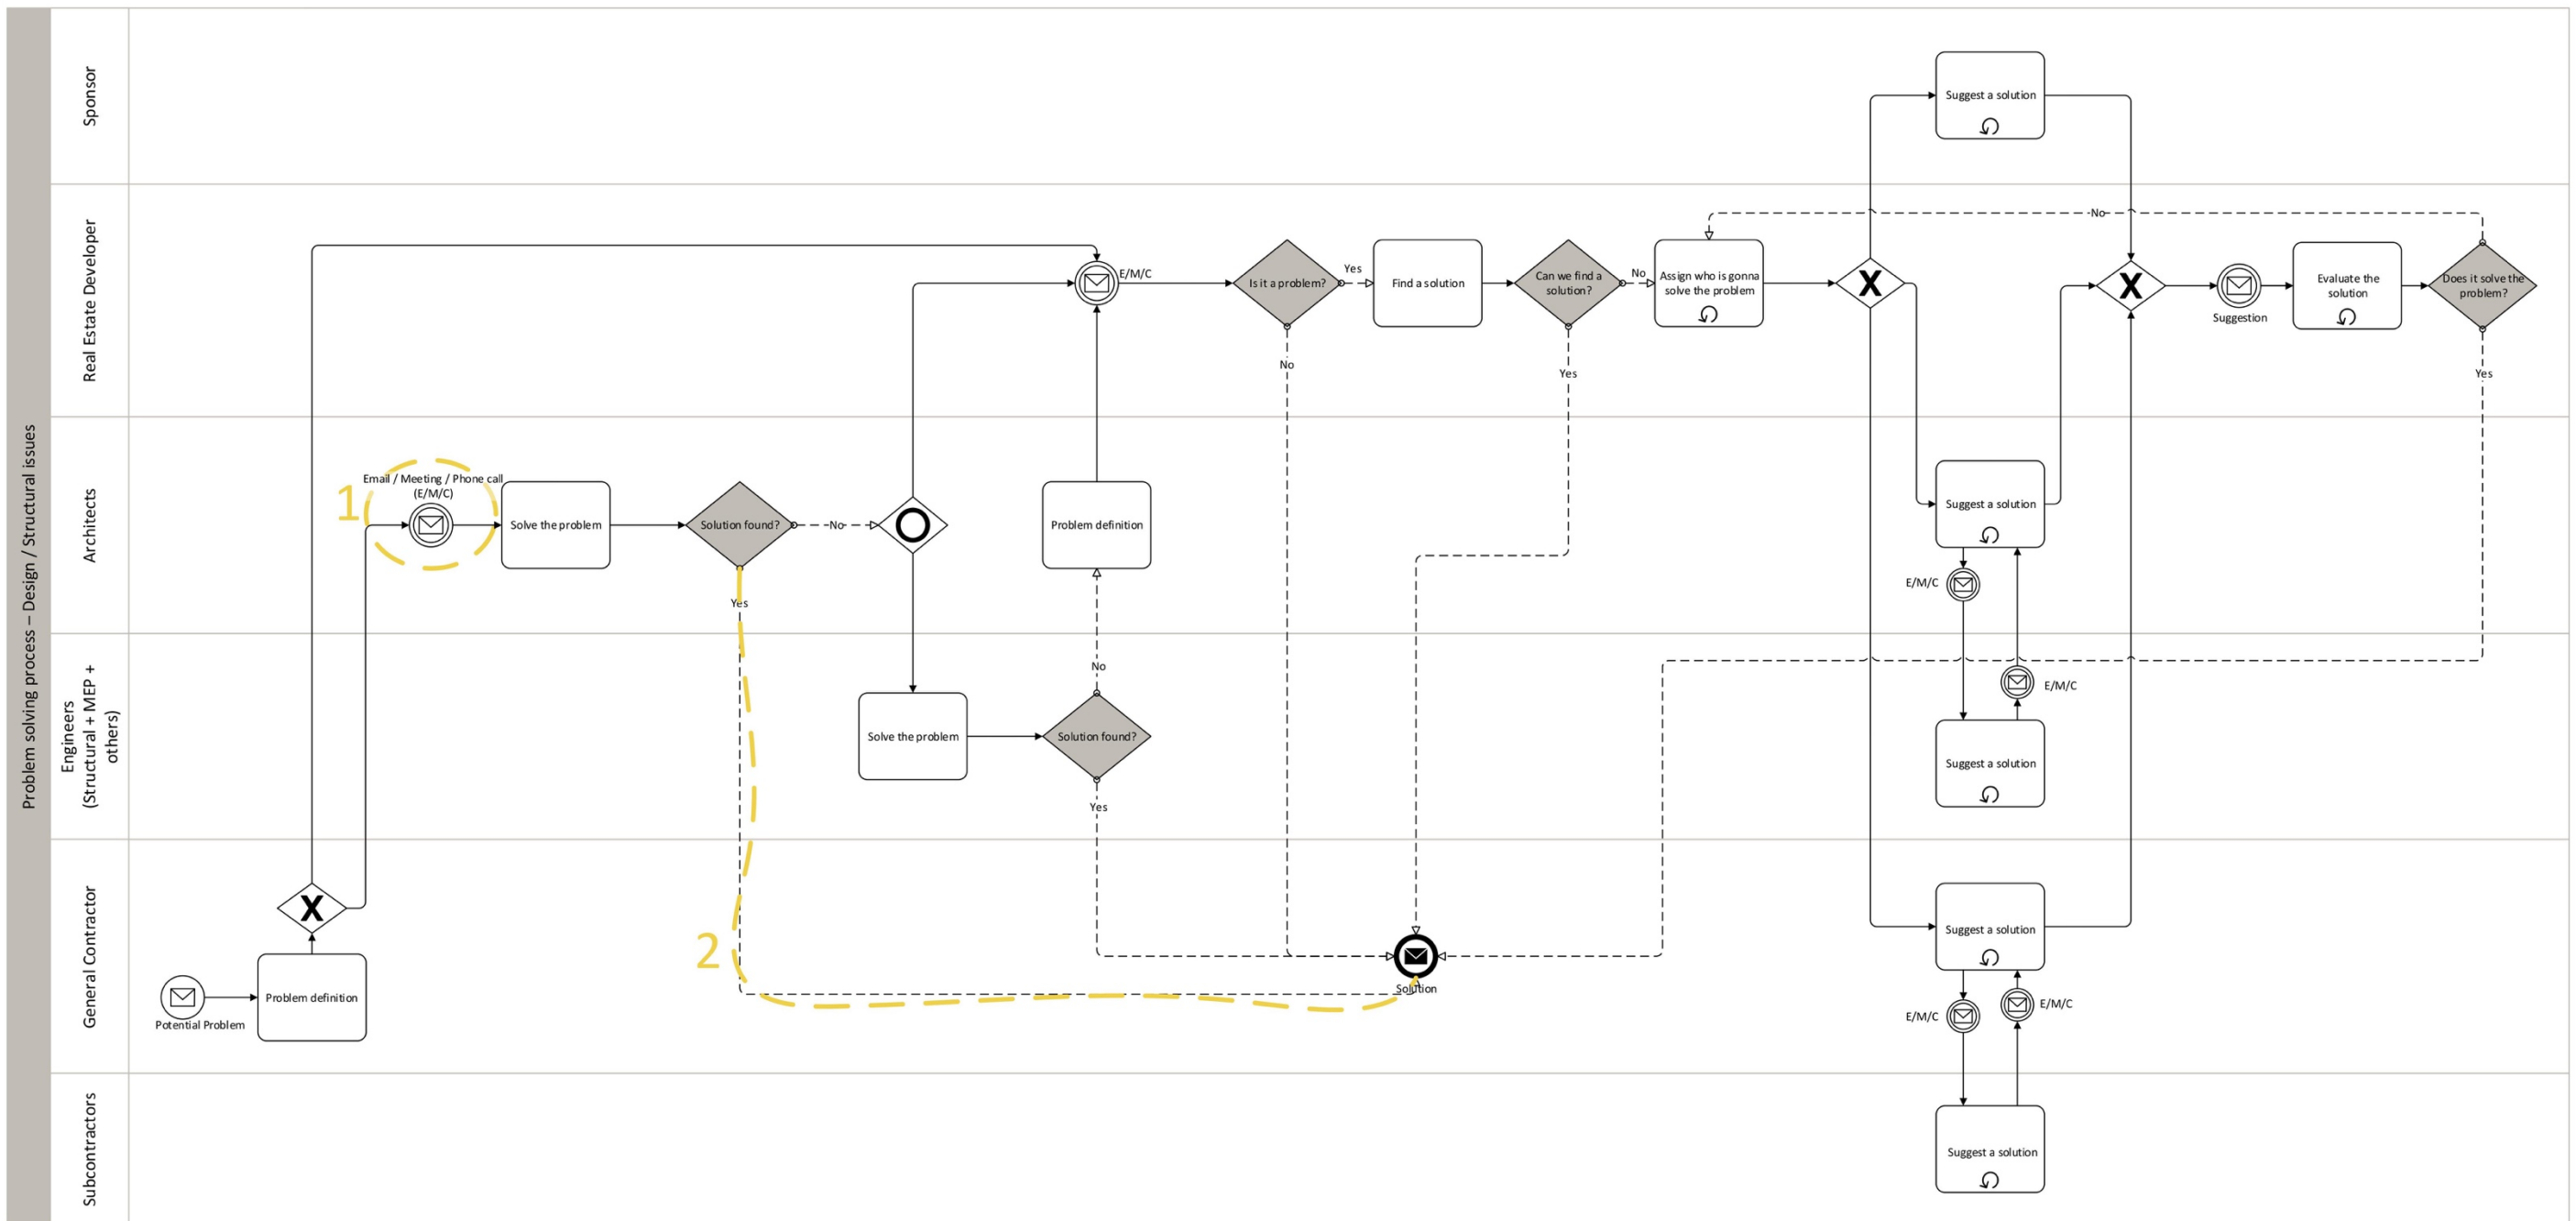 Problem solving process – Design / Structural issues
Sponsor
Suggest a solution
Real Estate Developer
E/M/C
Is it a problem?
Yes
No
Find a solution
Can we find a
solution?
No
Yes
Assign who is gonna
solve the problem
X
X
No
Suggestion
Evaluate the
solution
Does it solve the
problem?
Yes
Architects
1
Email / Meeting / Phone call
(E/M/C)
Solve the problem
Solution found?
No
Yes
Problem definition
Suggest a solution
E/M/C
Engineers
(Structural + MEP +
others)
Solve the problem
No
Solution found?
Yes
E/M/C
Suggest a solution
General Contractor
X
Potential Problem
Problem definition
2
Solution
Suggest a solution
E/M/C
E/M/C
Subcontractors
Suggest a solution